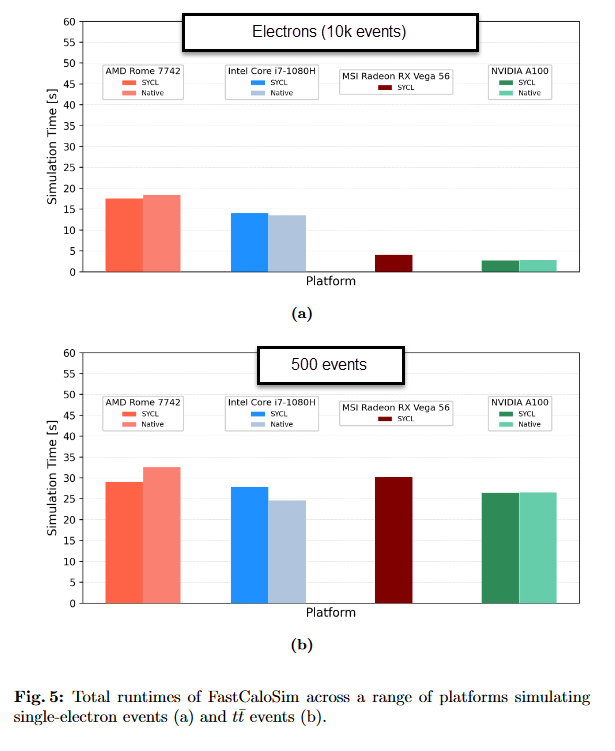 Electrons (10k events)
60
55
50
45
40
35
30
25
20
15
10
5
0
Simulation Time [s]
AMD Rome 7742
SYCL
Native
Intel Core i7-1080H
SYCL
Native
MSI Radeon RX Vega 56
SYCL
NVIDIA A100
SYCL
Native
Platform
(a)
500 events
60
55
50
45
40
35
30
25
20
15
10
5
0
Simulation Time [s]
AMD Rome 7742
SYCL
Native
Intel Core i7-1080H
SYCL
Native
MSI Radeon RX Vega 56
SYCL
NVIDIA A100
SYCL
Native
Platform
(b)
Fig. 5: Total runtimes of FastCaloSim across a range of platforms simulating
single-electron events (a) and tt̄ events (b).